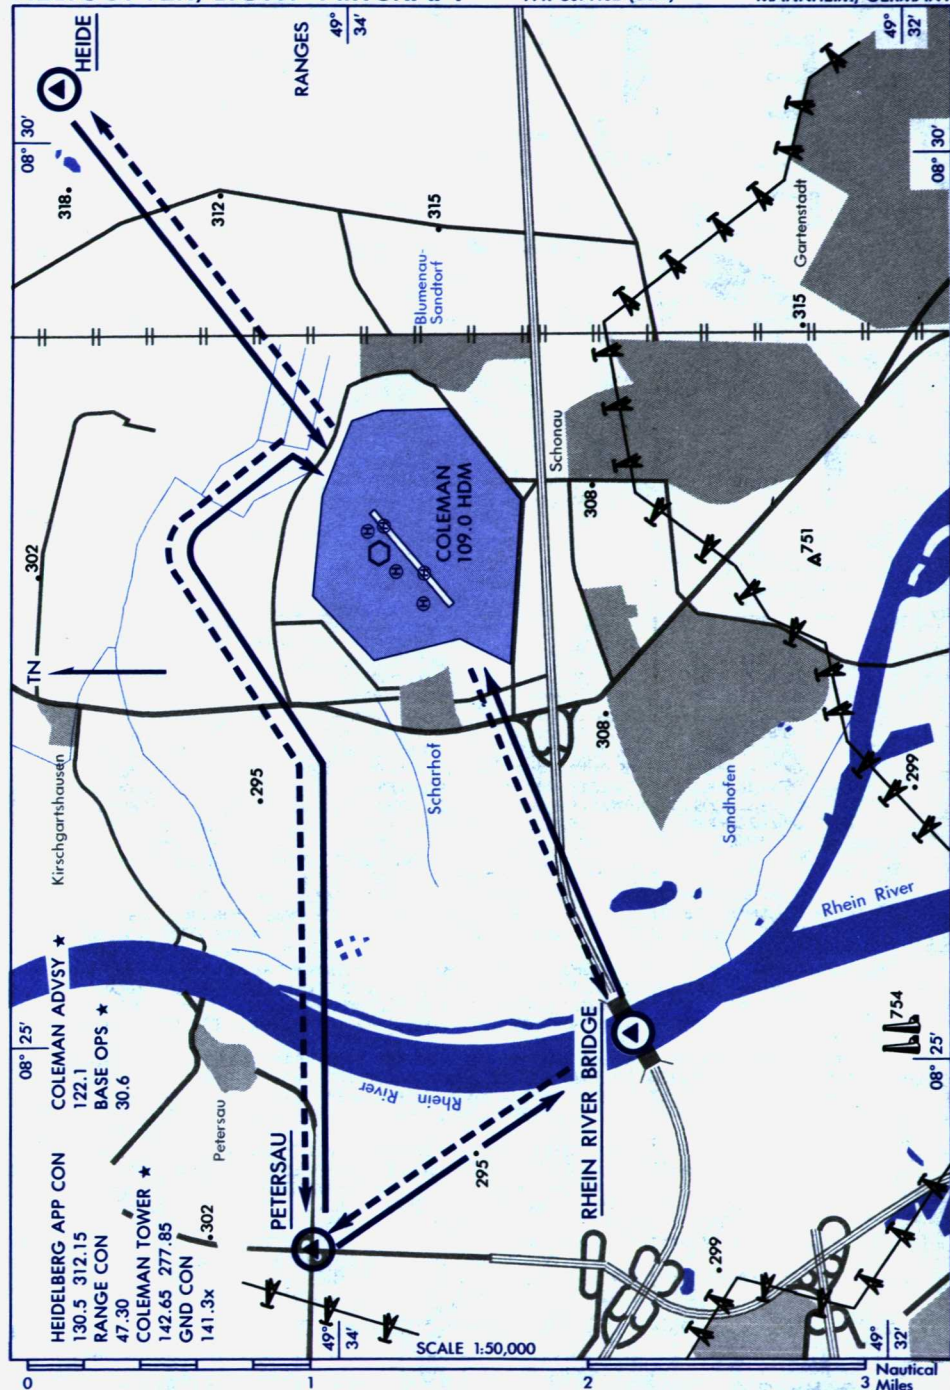 MANNHEIM, GERMANY
HEIDELBERG APP CON
130.5 312.15
RANGE CON
47.30
COLEMAN TOWER ★
142.65 277.85
GND CON
141.3x
COLEMAN ADVSY ★
122.1
BASE OPS ★
30.6
08° 25'
08° 30'
HEIDE
318
312
302
TN
Kirschgartshausen
Petersau
302
295
PETERSAU
49°
34'
RANGES
49°
34'
315
Blumenau-
Sandtorf
COLEMAN
109.0 HDM
Scharhof
Rhein
River
295
RHEIN RIVER BRIDGE
Schonau
308
308
Sandhofen
751
Gartenstadt
315
299
Rhein River
754
299
49°
32'
08° 25'
08° 30'
49°
32'
SCALE 1:50,000
0
1
2
3
Nautical
Miles